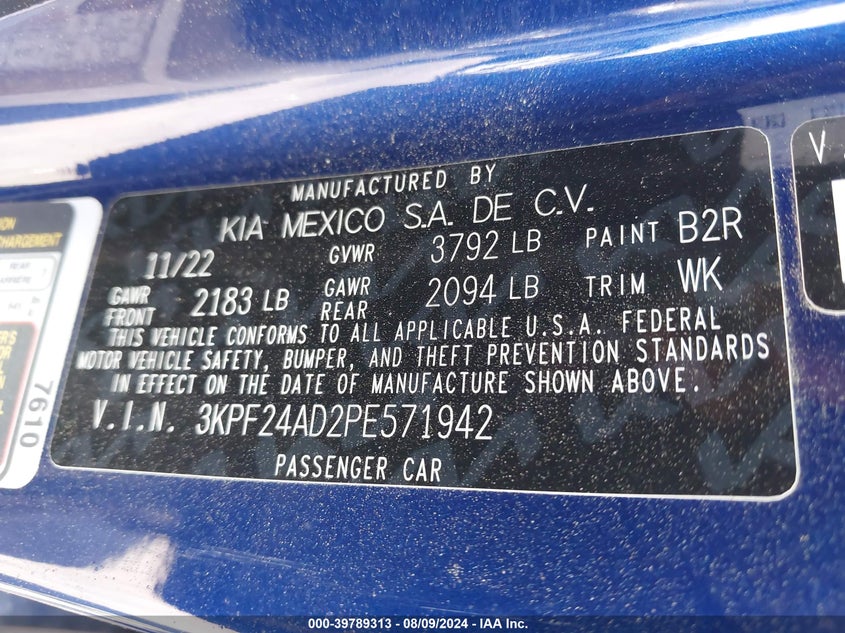 MANUFACTURED BY
KIA MEXICO S.A. DE C.V.
11/22 GVWR 3792 LB PAINT B2R
GAWR FRONT 2183 LB GAWR REAR 2094 LB TRIM WK
THIS VEHICLE CONFORMS TO ALL APPLICABLE U.S.A. FEDERAL
MOTOR VEHICLE SAFETY, BUMPER, AND THEFT PREVENTION STANDARDS
IN EFFECT ON THE DATE OF MANUFACTURE SHOWN ABOVE.
V.I.N. 3KPF24AD2PE571942
PASSENGER CAR
REAR
7610
V
000-39789313 - 08/09/2024 - IAA Inc.